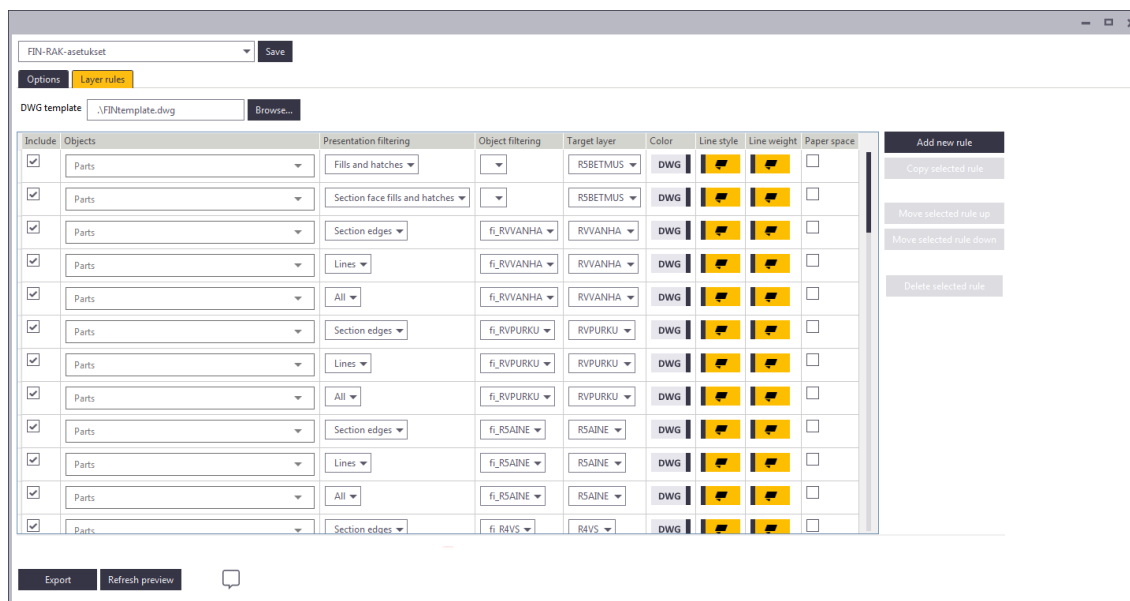 FIN-RAK-asetukset Save
Options Layer rules
DWG template .\FINtemplate.dwg Browse...
Include Objects Presentation filtering Object filtering Target layer Color Line style Line weight Paper space Add new rule
Parts Fills and hatches R5BETMUS DWG Copy selected rule
Parts Section face fills and hatches R5BETMUS DWG
Move selected rule up
Parts Section edges fi_RVVANHA RVVANHA DWG
Move selected rule down
Parts Lines fi_RVVANHA RVVANHA DWG
Delete selected rule
Parts All fi_RVVANHA RVVANHA DWG
Parts Section edges fi_RVPURKU RVPURKU DWG
Parts Lines fi_RVPURKU RVPURKU DWG
Parts All fi_RVPURKU RVPURKU DWG
Parts Section edges fi_R5AINE R5AINE DWG
Parts Lines fi_R5AINE R5AINE DWG
Parts All fi_R5AINE R5AINE DWG
Parts Section edges fi_R4VS R4VS DWG
Export Refresh preview